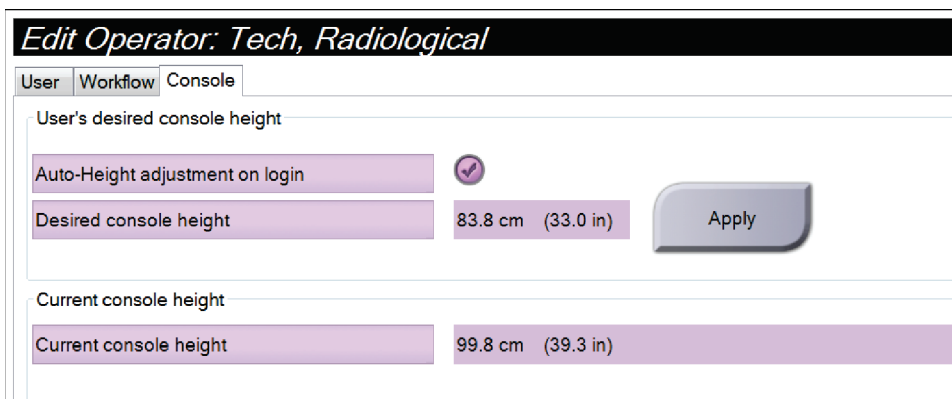 Edit Operator: Tech, Radiological
User Workflow Console
User's desired console height
Auto-Height adjustment on login
Desired console height 83.8 cm (33.0 in) Apply
Current console height
Current console height 99.8 cm (39.3 in)